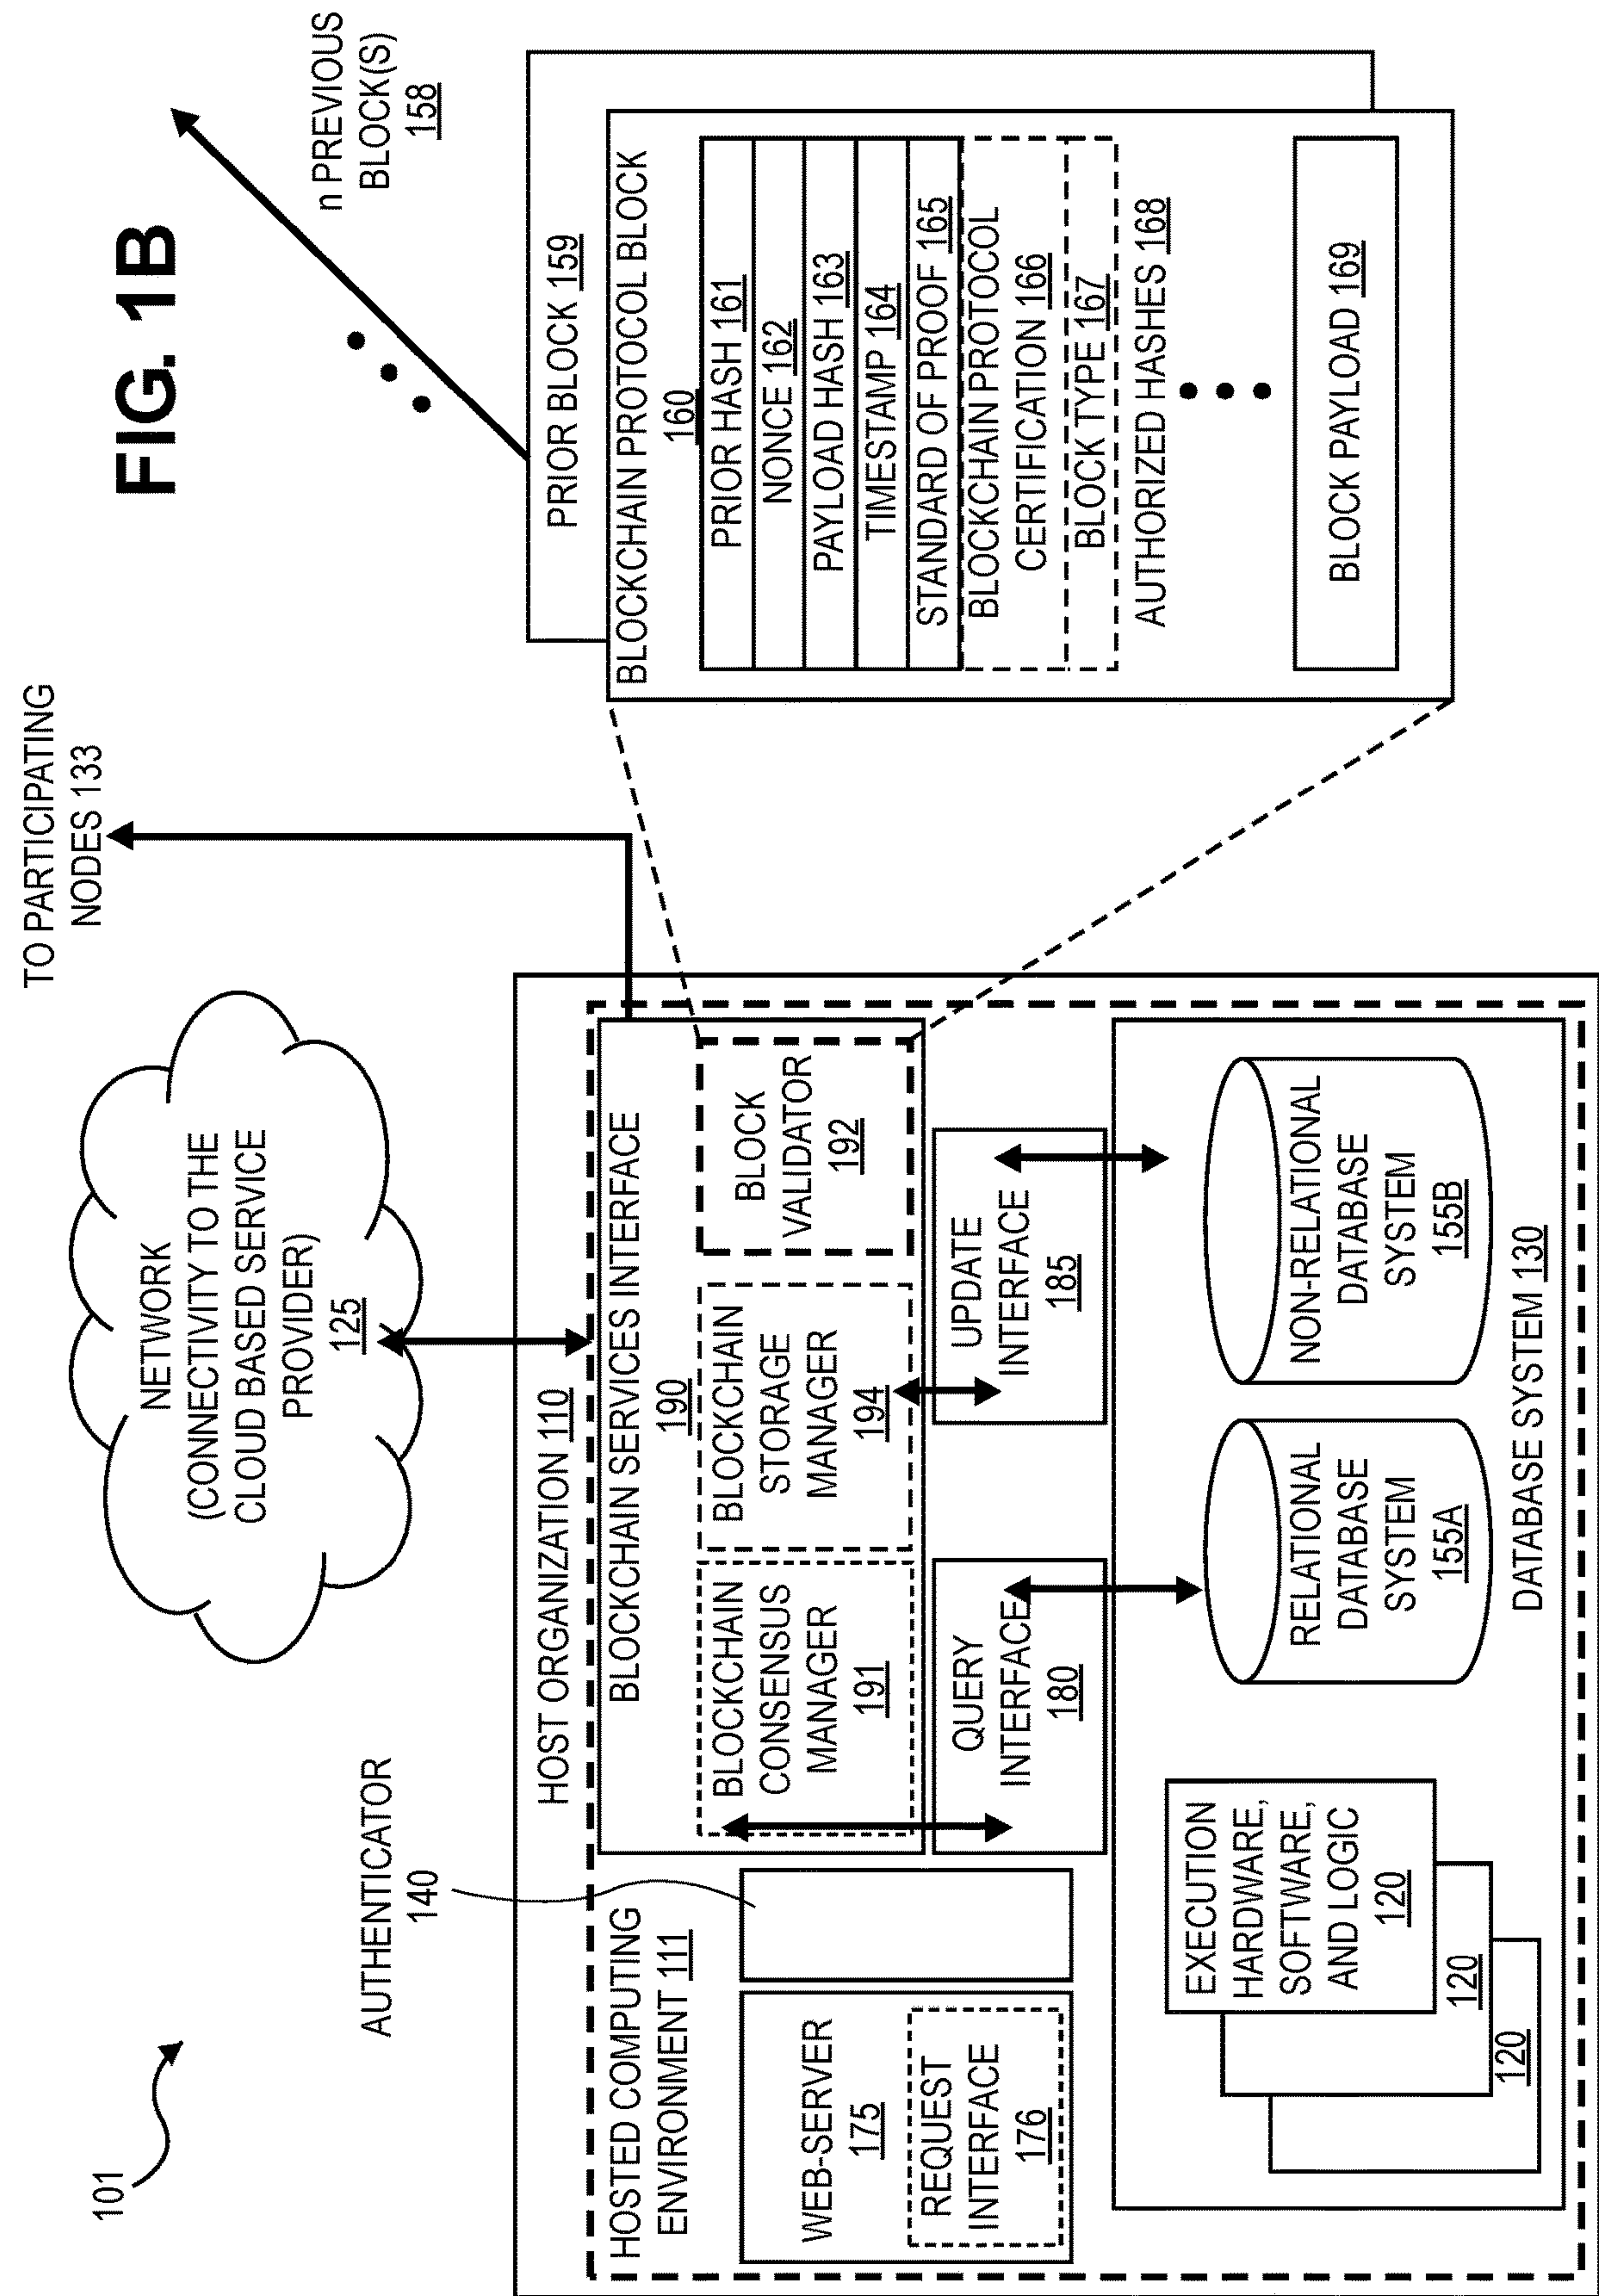 FIG. 1B
101
AUTHENTICATOR
140
NETWORK
(CONNECTIVITY TO THE
CLOUD BASED SERVICE
PROVIDER)
125
TO PARTICIPATING
NODES 133
n PREVIOUS
BLOCK(S)
158
HOST ORGANIZATION 110
HOSTED COMPUTING
ENVIRONMENT 111
WEB-SERVER
175
REQUEST
INTERFACE
176
BLOCKCHAIN SERVICES INTERFACE
190
BLOCKCHAIN
CONSENSUS
MANAGER
191
BLOCKCHAIN
STORAGE
MANAGER
194
BLOCK
VALIDATOR
192
QUERY
INTERFACE
180
UPDATE
INTERFACE
185
EXECUTION
HARDWARE,
SOFTWARE,
AND LOGIC
120
120
120
RELATIONAL
DATABASE
SYSTEM
155A
NON-RELATIONAL
DATABASE
SYSTEM
155B
DATABASE SYSTEM 130
PRIOR BLOCK 159
BLOCKCHAIN PROTOCOL BLOCK
160
PRIOR HASH 161
NONCE 162
PAYLOAD HASH 163
TIMESTAMP 164
STANDARD OF PROOF 165
BLOCKCHAIN PROTOCOL
CERTIFICATION 166
BLOCK TYPE 167
AUTHORIZED HASHES 168
BLOCK PAYLOAD 169